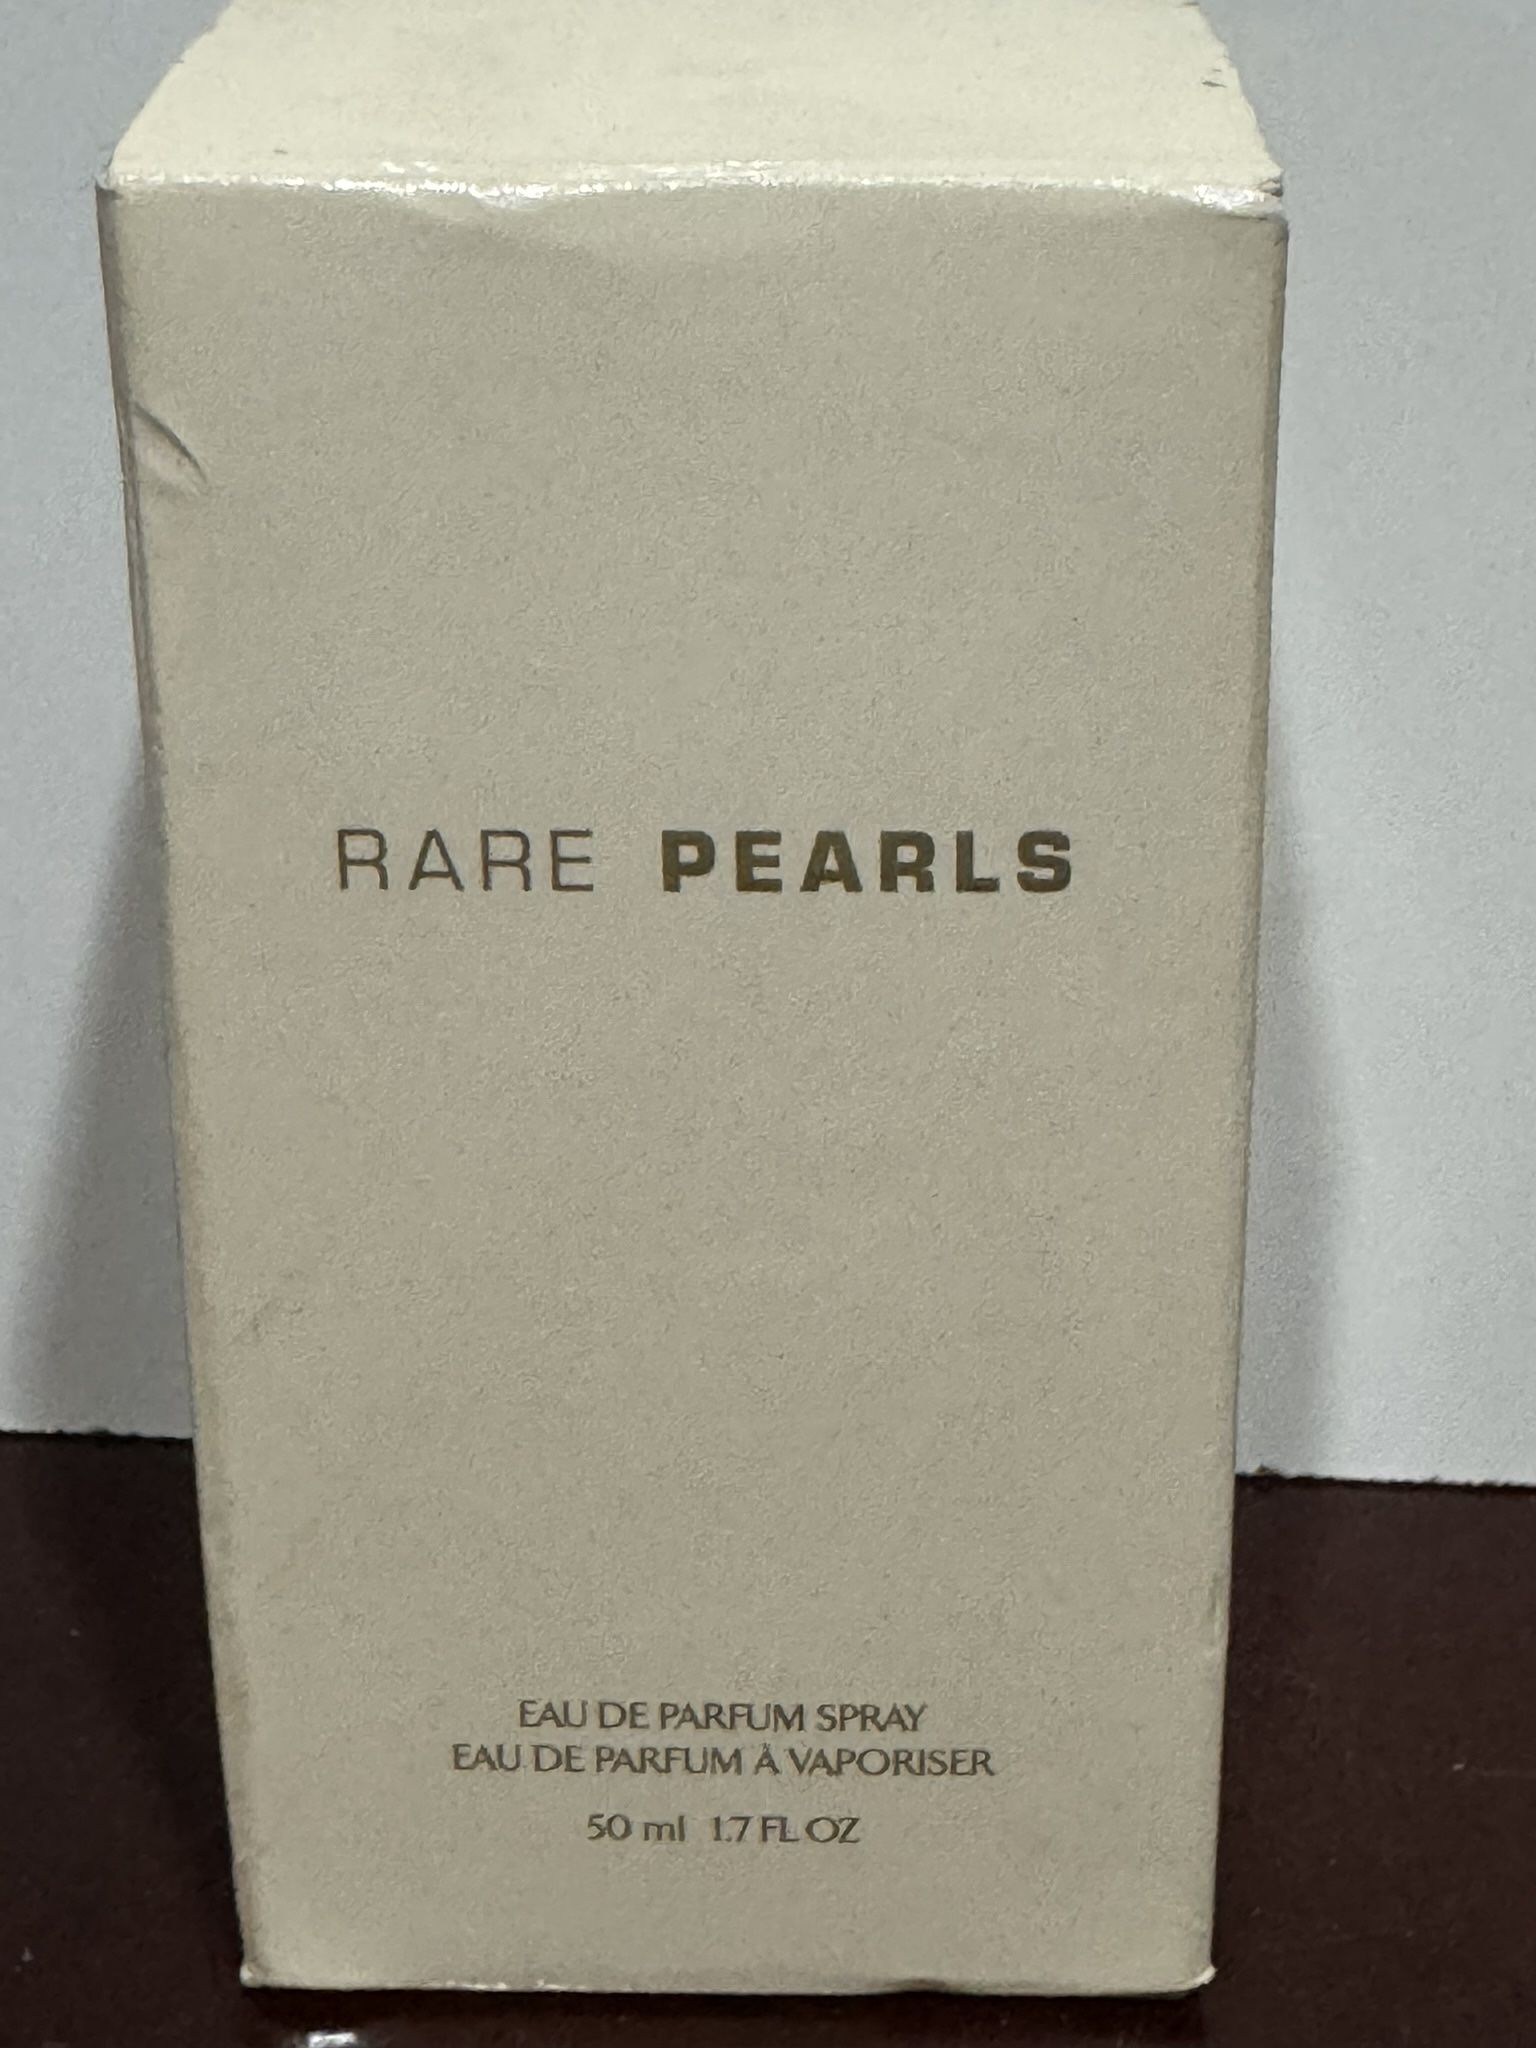 RARE PEARLS
EAU DE PARFUM SPRAY
EAU DE PARFUM À VAPORISER
50 ml 1.7 FL OZ